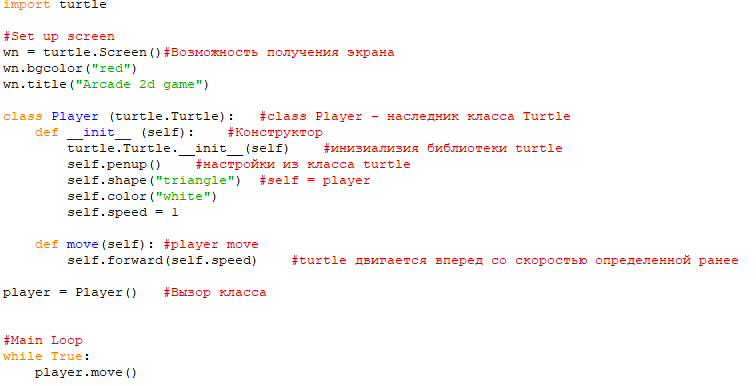 import turtle
#Set up screen
wn = turtle.Screen()#Возможность получения экрана
wn.bgcolor("red")
wn.title("Arcade 2d game")
class Player (turtle.Turtle):   #class Player - наследник класса Turtle
    def __init__ (self):    #Конструктор
        turtle.Turtle.__init__(self)    #инизиализия библиотеки turtle
        self.penup()    #настройки из класса turtle
        self.shape("triangle")  #self = player
        self.color("white")
        self.speed = 1
    def move(self): #player move
        self.forward(self.speed)    #turtle двигается вперед со скоростью определенной ранее
player = Player()   #Вызор класса
#Main Loop
while True:
    player.move()